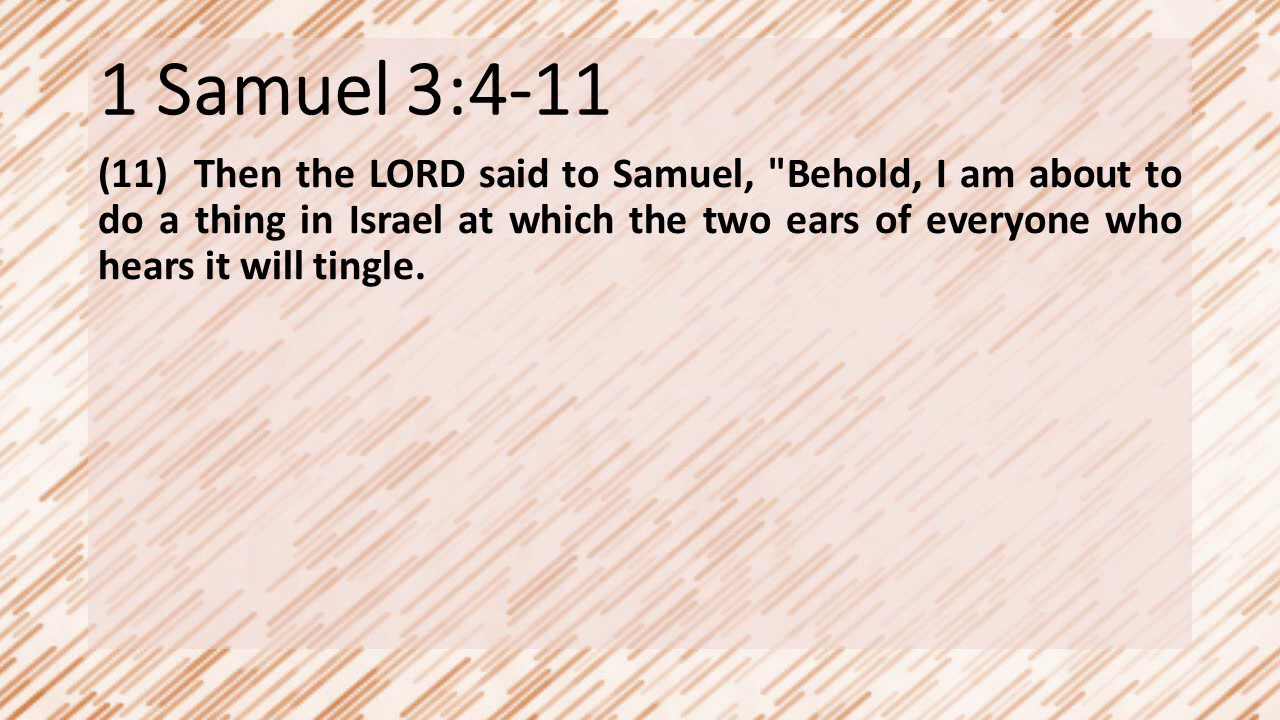 1 Samuel 3:4-11
(11)  Then the LORD said to Samuel, "Behold, I am about to
do a thing in Israel at which the two ears of everyone who
hears it will tingle.